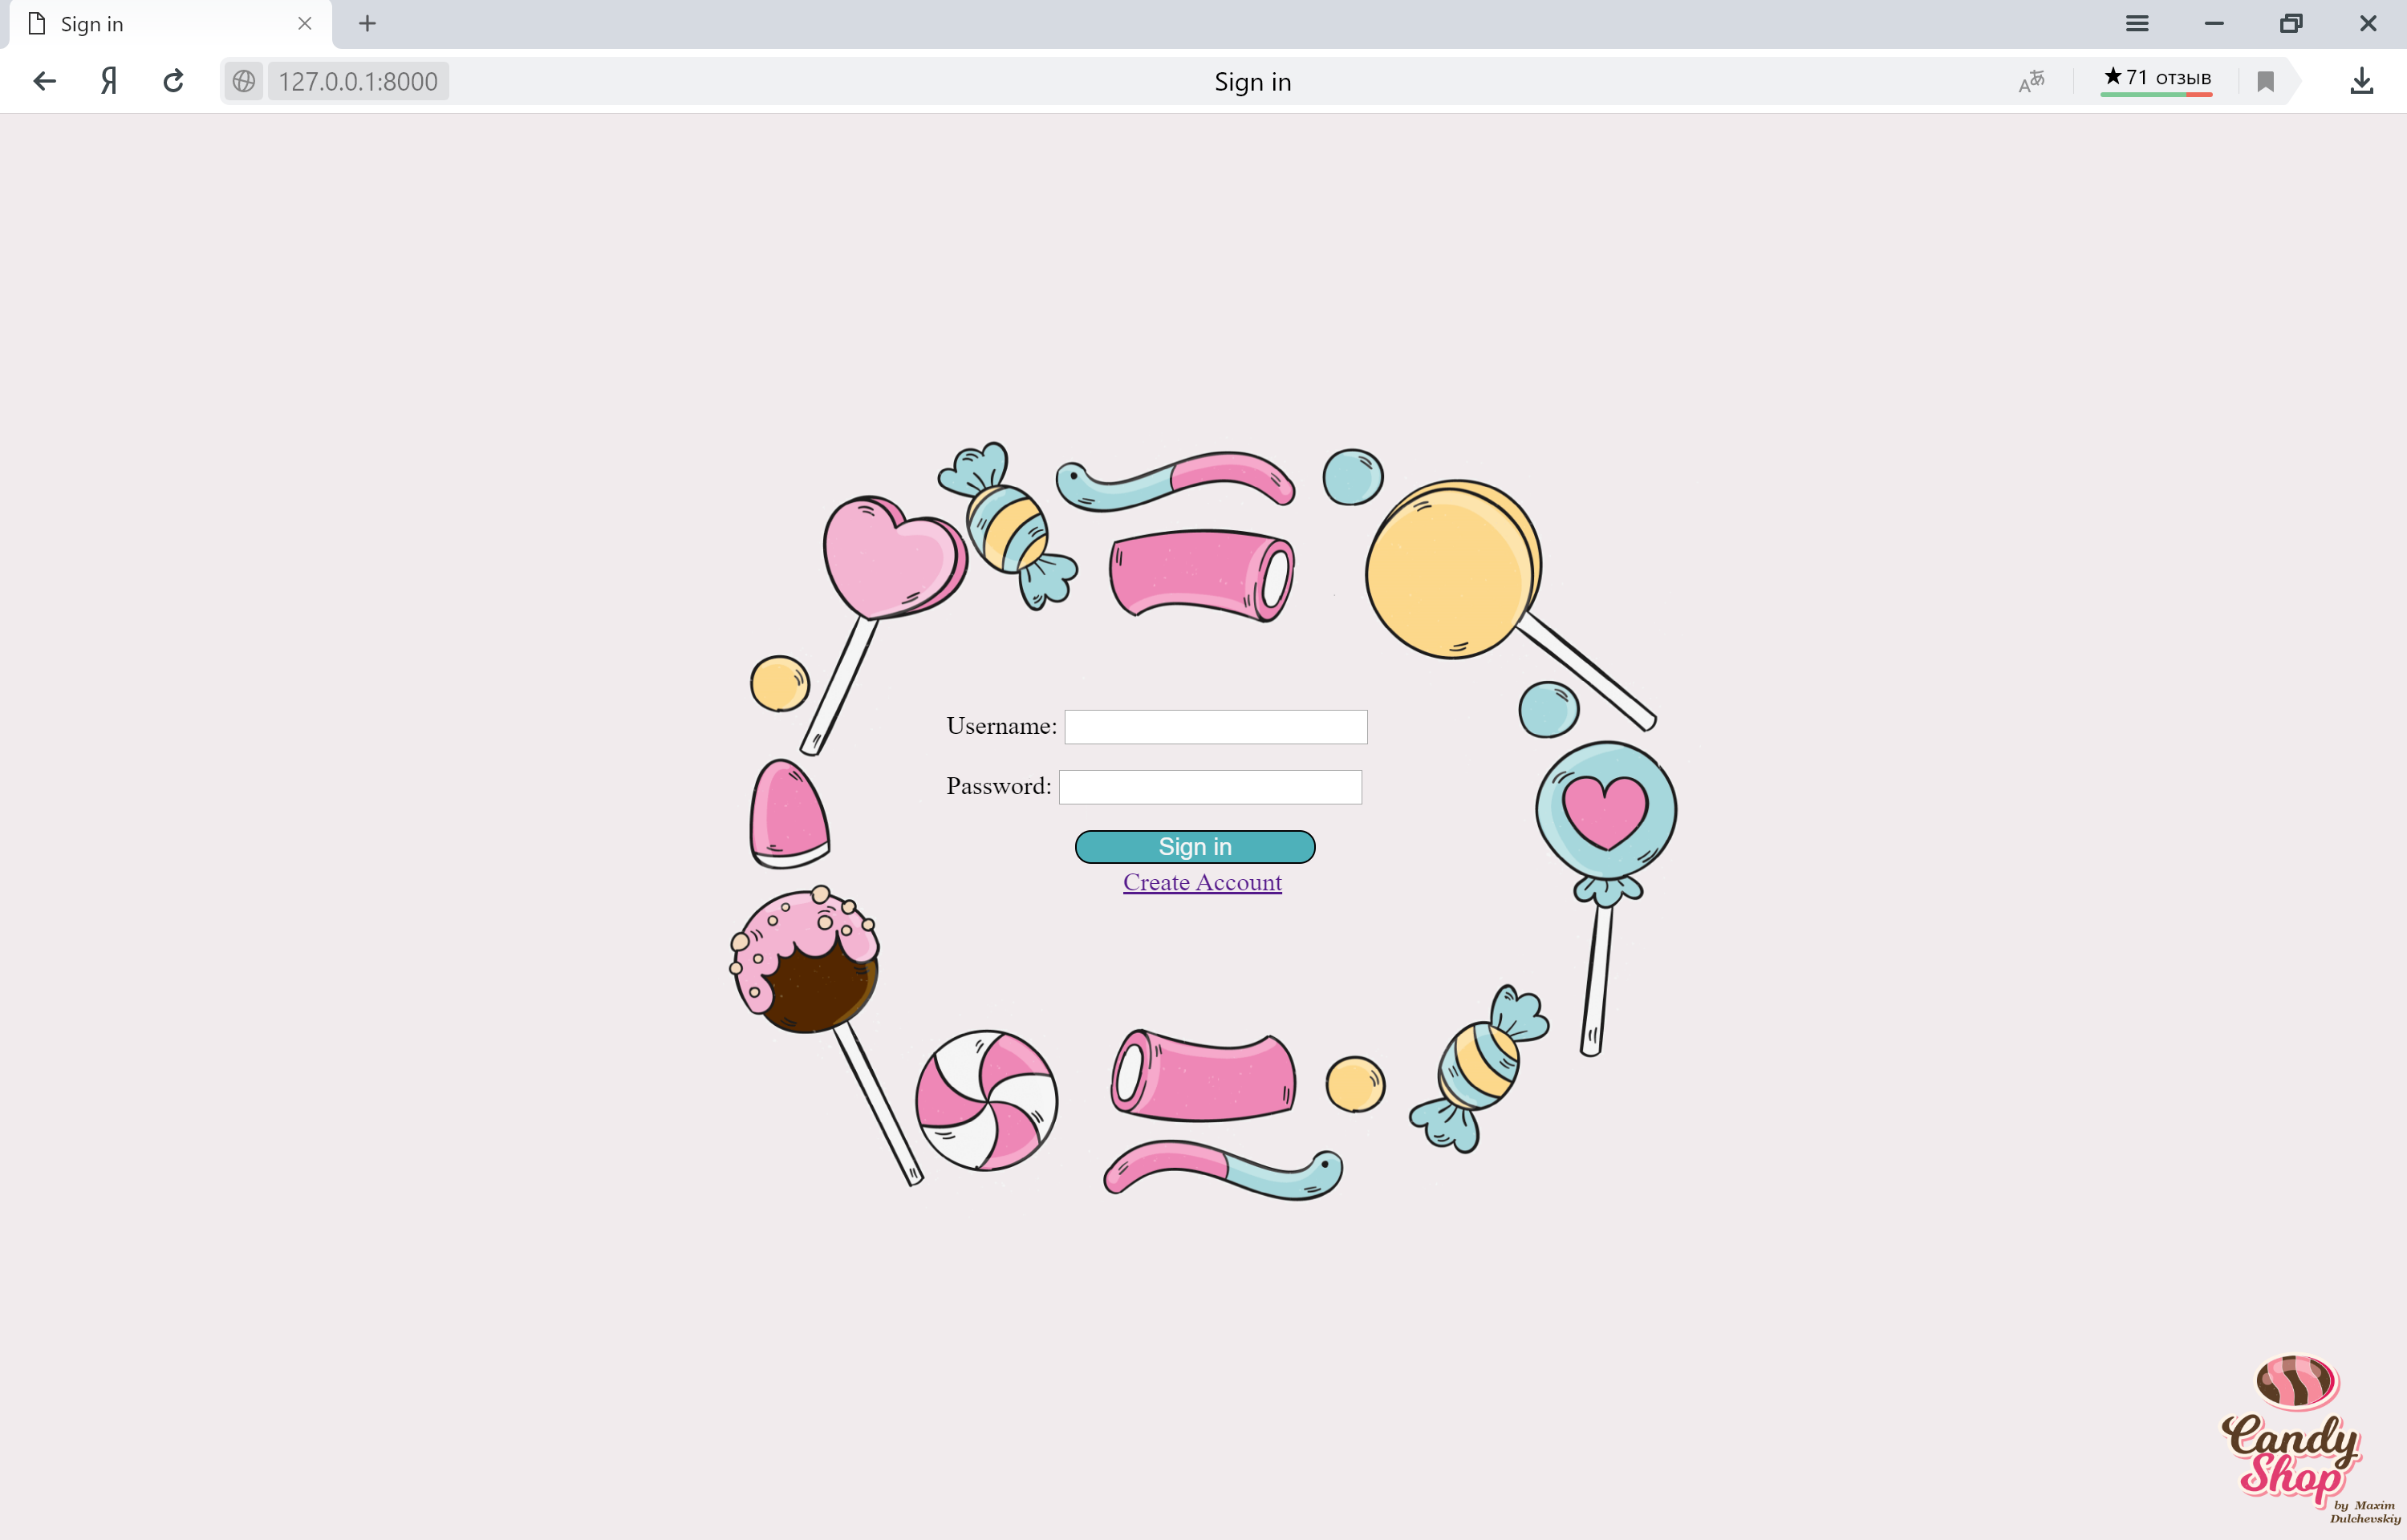 Sign in
Я
127.0.0.1:8000
Sign in
★71 отзыв
Username:
Password:
Sign in
Create Account
Candy
Shop
by Maxim
Dulchevskiy